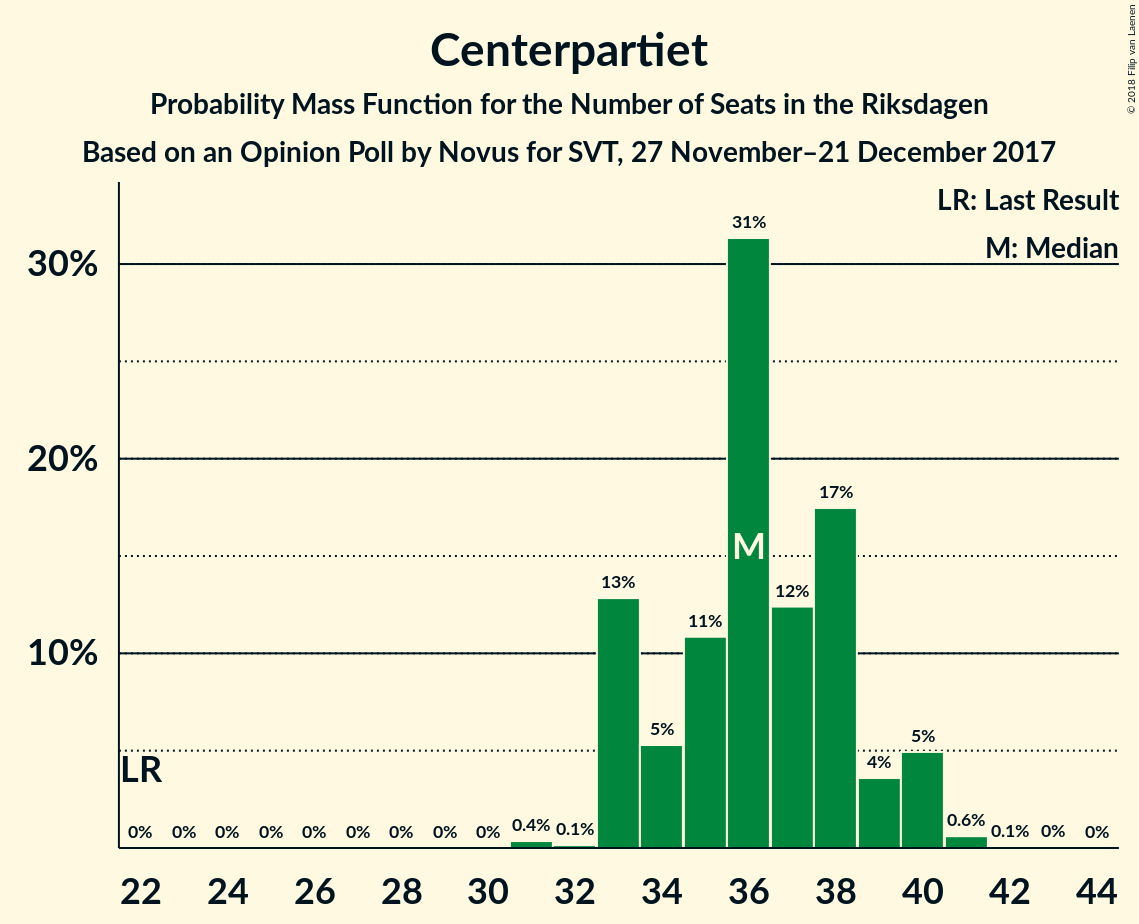 Centerpartiet
Probability Mass Function for the Number of Seats in the Riksdagen
Based on an Opinion Poll by Novus for SVT, 27 November–21 December 2017
© 2018 Filip van Laenen
LR: Last Result
M: Median
30%
20%
10%
31%
17%
13%
12%
11%
5%
5%
4%
M
LR
0% 0% 0% 0% 0% 0% 0% 0% 0% 0.4% 0.1% 0.6% 0.1% 0% 0%
22 24 26 28 30 32 34 36 38 40 42 44